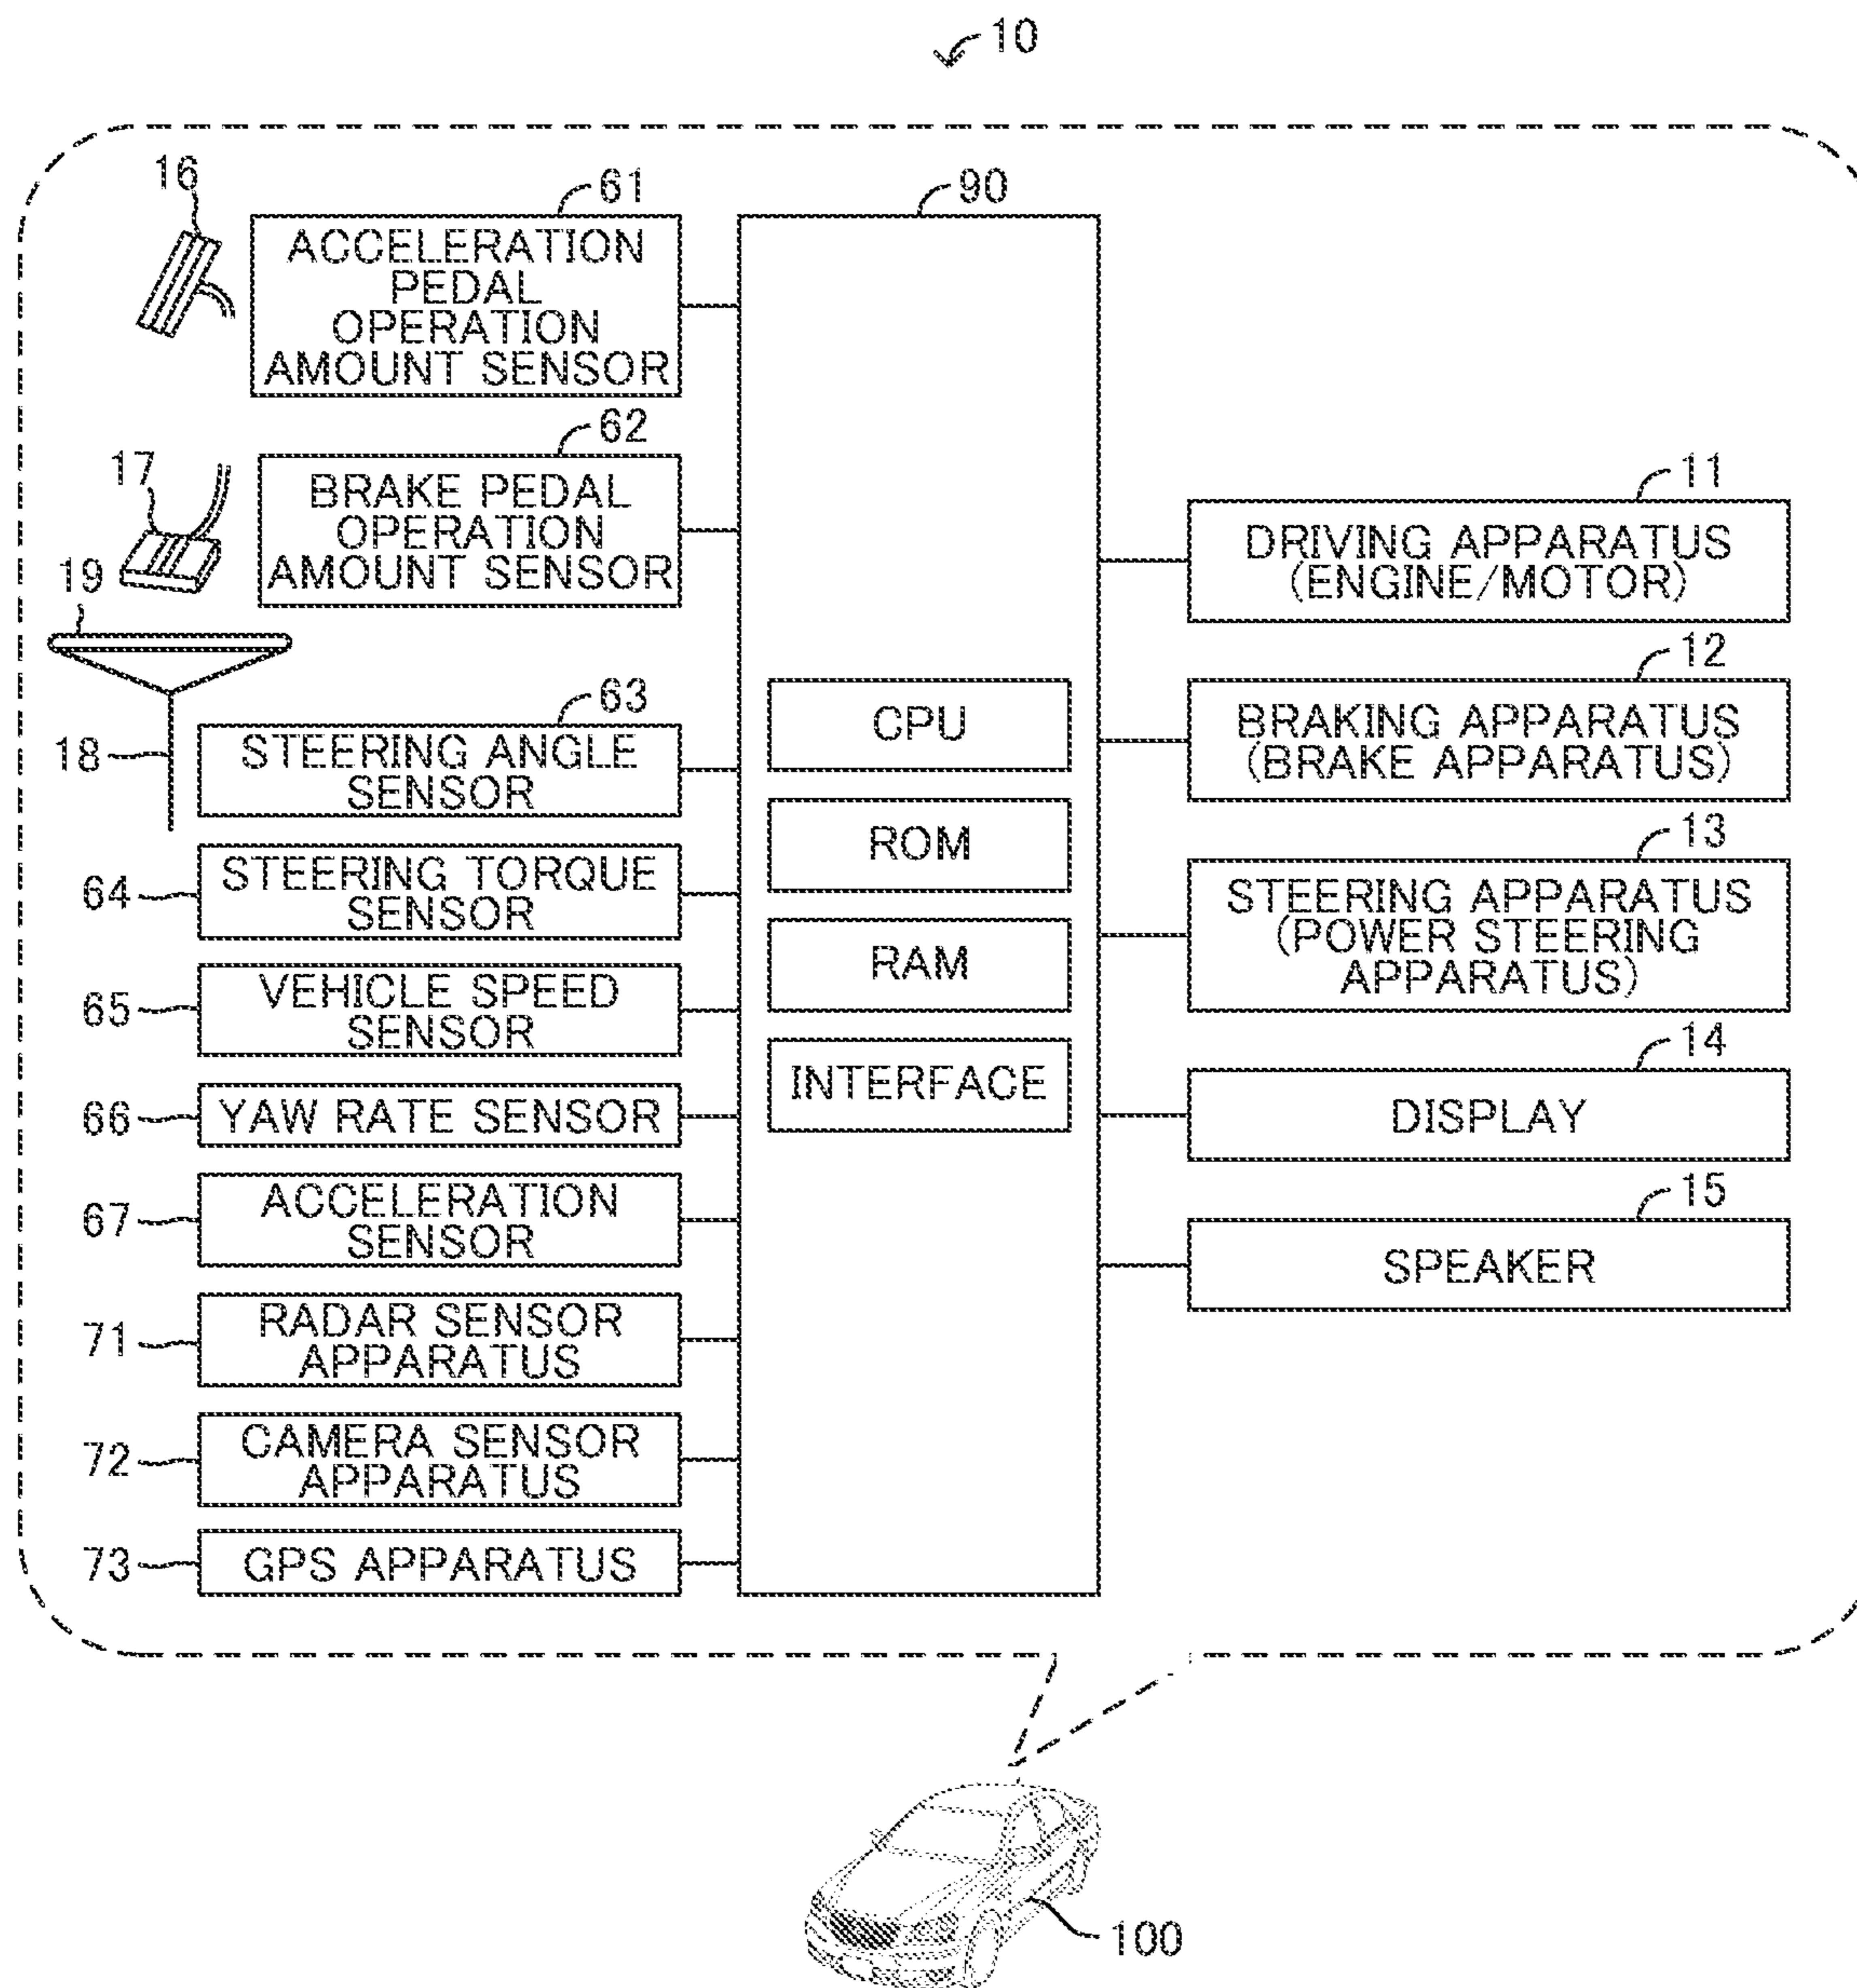 10
16
61
90
ACCELERATION
PEDAL
OPERATION
AMOUNT SENSOR
17
62
BRAKE PEDAL
OPERATION
AMOUNT SENSOR
11
DRIVING APPARATUS
(ENGINE/MOTOR)
19
12
BRAKING APPARATUS
(BRAKE APPARATUS)
18
63
STEERING ANGLE
SENSOR
CPU
13
STEERING APPARATUS
(POWER STEERING
APPARATUS)
64
STEERING TORQUE
SENSOR
ROM
65
VEHICLE SPEED
SENSOR
RAM
14
DISPLAY
66
YAW RATE SENSOR
INTERFACE
67
ACCELERATION
SENSOR
15
SPEAKER
71
RADAR SENSOR
APPARATUS
72
CAMERA SENSOR
APPARATUS
73
GPS APPARATUS
100